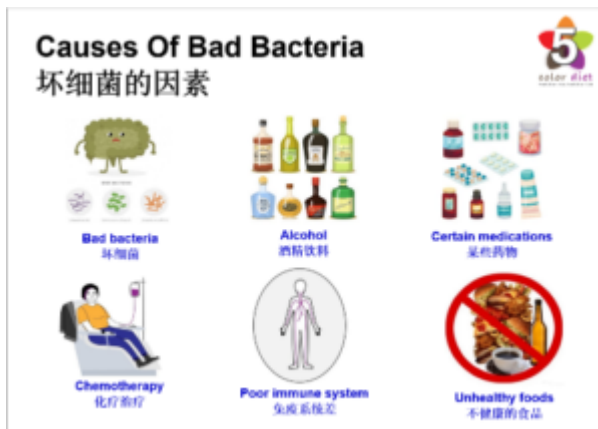 Causes Of Bad Bacteria
坏细菌的因素
5
color diet
Bad bacteria
坏细菌
Alcohol
酒精饮料
Certain medications
某些药物
Chemotherapy
化疗治疗
Poor immune system
免疫系统差
Unhealthy foods
不健康的食品